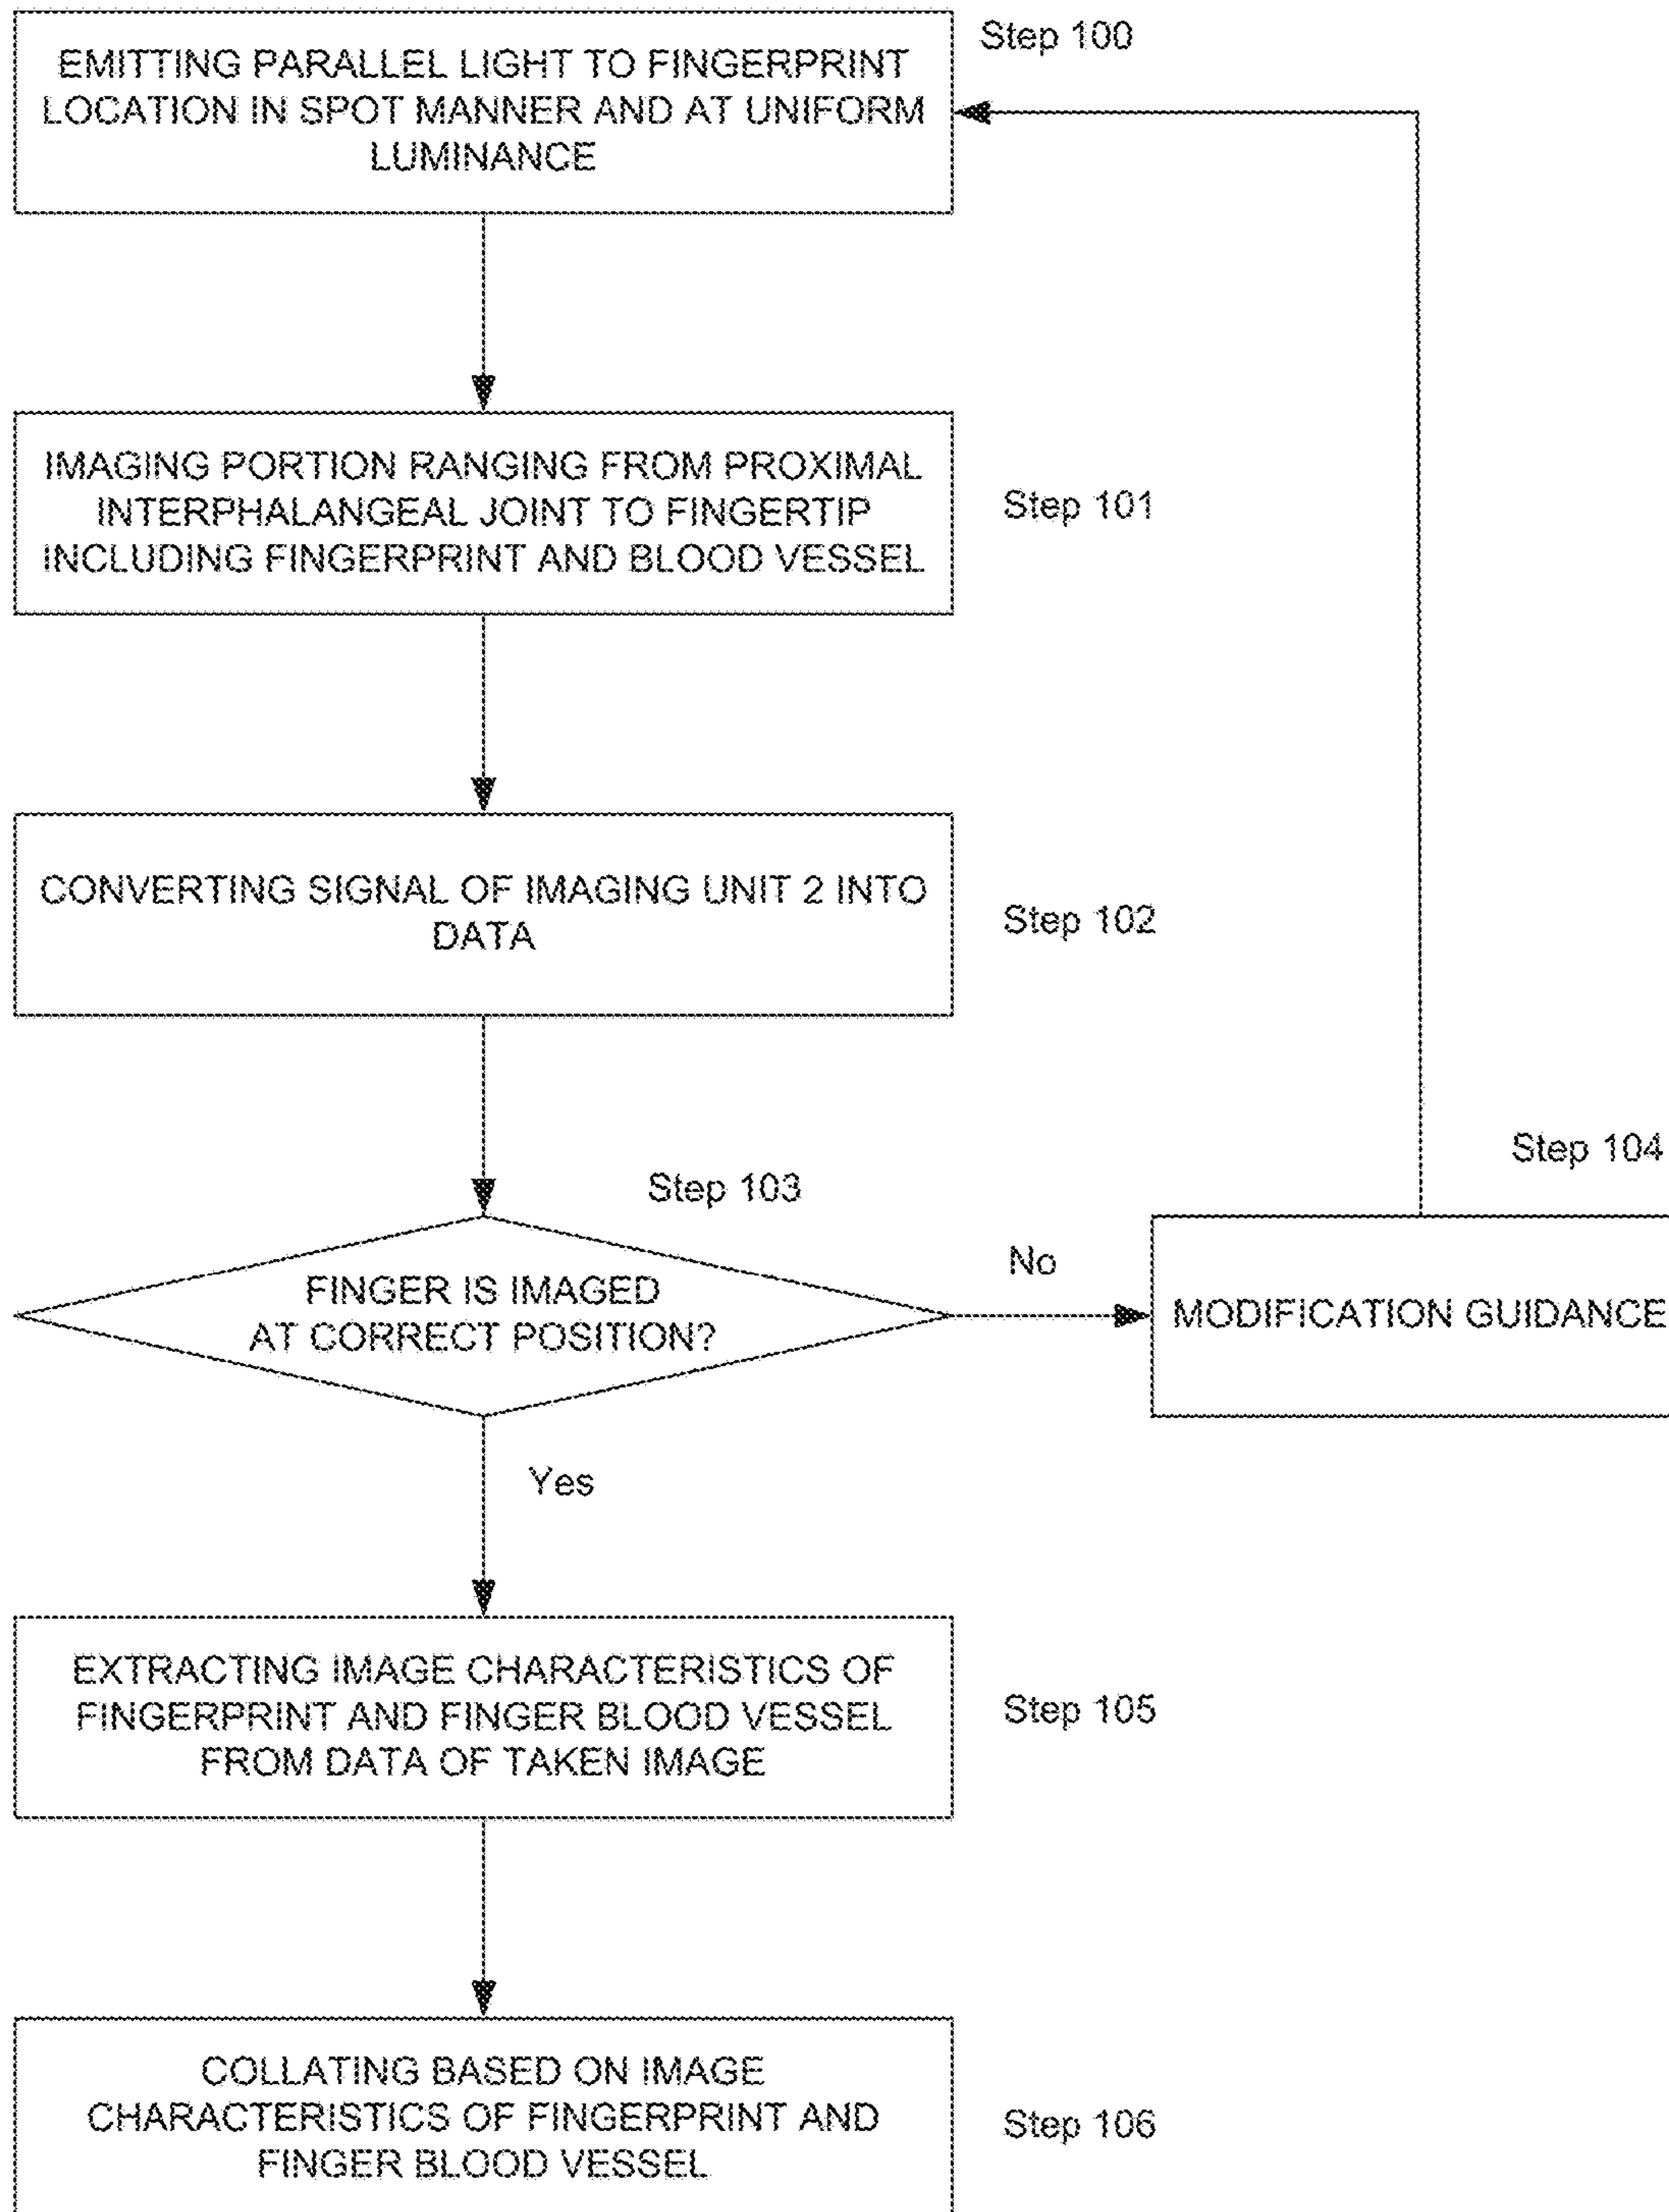 Step 100
EMITTING PARALLEL LIGHT TO FINGERPRINT
LOCATION IN SPOT MANNER AND AT UNIFORM
LUMINANCE
IMAGING PORTION RANGING FROM PROXIMAL
INTERPHALANGEAL JOINT TO FINGERTIP
INCLUDING FINGERPRINT AND BLOOD VESSEL
Step 101
CONVERTING SIGNAL OF IMAGING UNIT 2 INTO
DATA
Step 102
Step 103
FINGER IS IMAGED
AT CORRECT POSITION?
No
Step 104
MODIFICATION GUIDANCE
Yes
EXTRACTING IMAGE CHARACTERISTICS OF
FINGERPRINT AND FINGER BLOOD VESSEL
FROM DATA OF TAKEN IMAGE
Step 105
COLLATING BASED ON IMAGE
CHARACTERISTICS OF FINGERPRINT AND
FINGER BLOOD VESSEL
Step 106